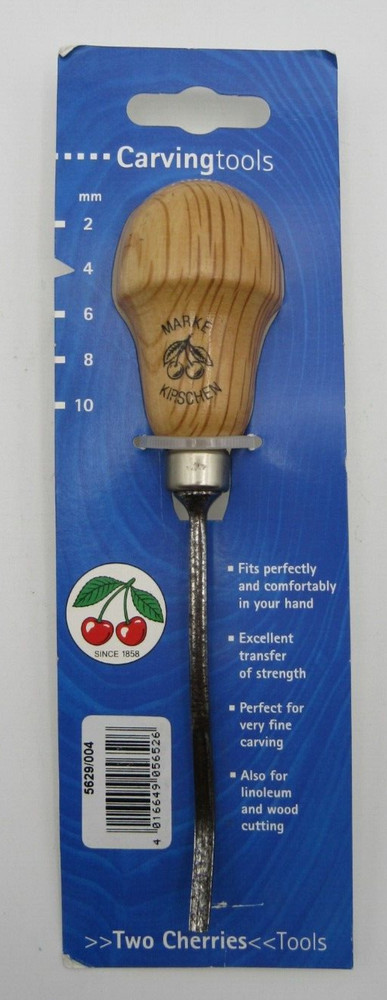 Carvingtools
mm
2
4
6
8
10
MARKE
KIRSCHEN
SINCE 1858
▪ Fits perfectly
and comfortably
in your hand
▪ Excellent
transfer
of strength
▪ Perfect for
very fine
carving
▪ Also for
linoleum
and wood
cutting
5629/004
4 016649 056526
>>Two Cherries<<Tools